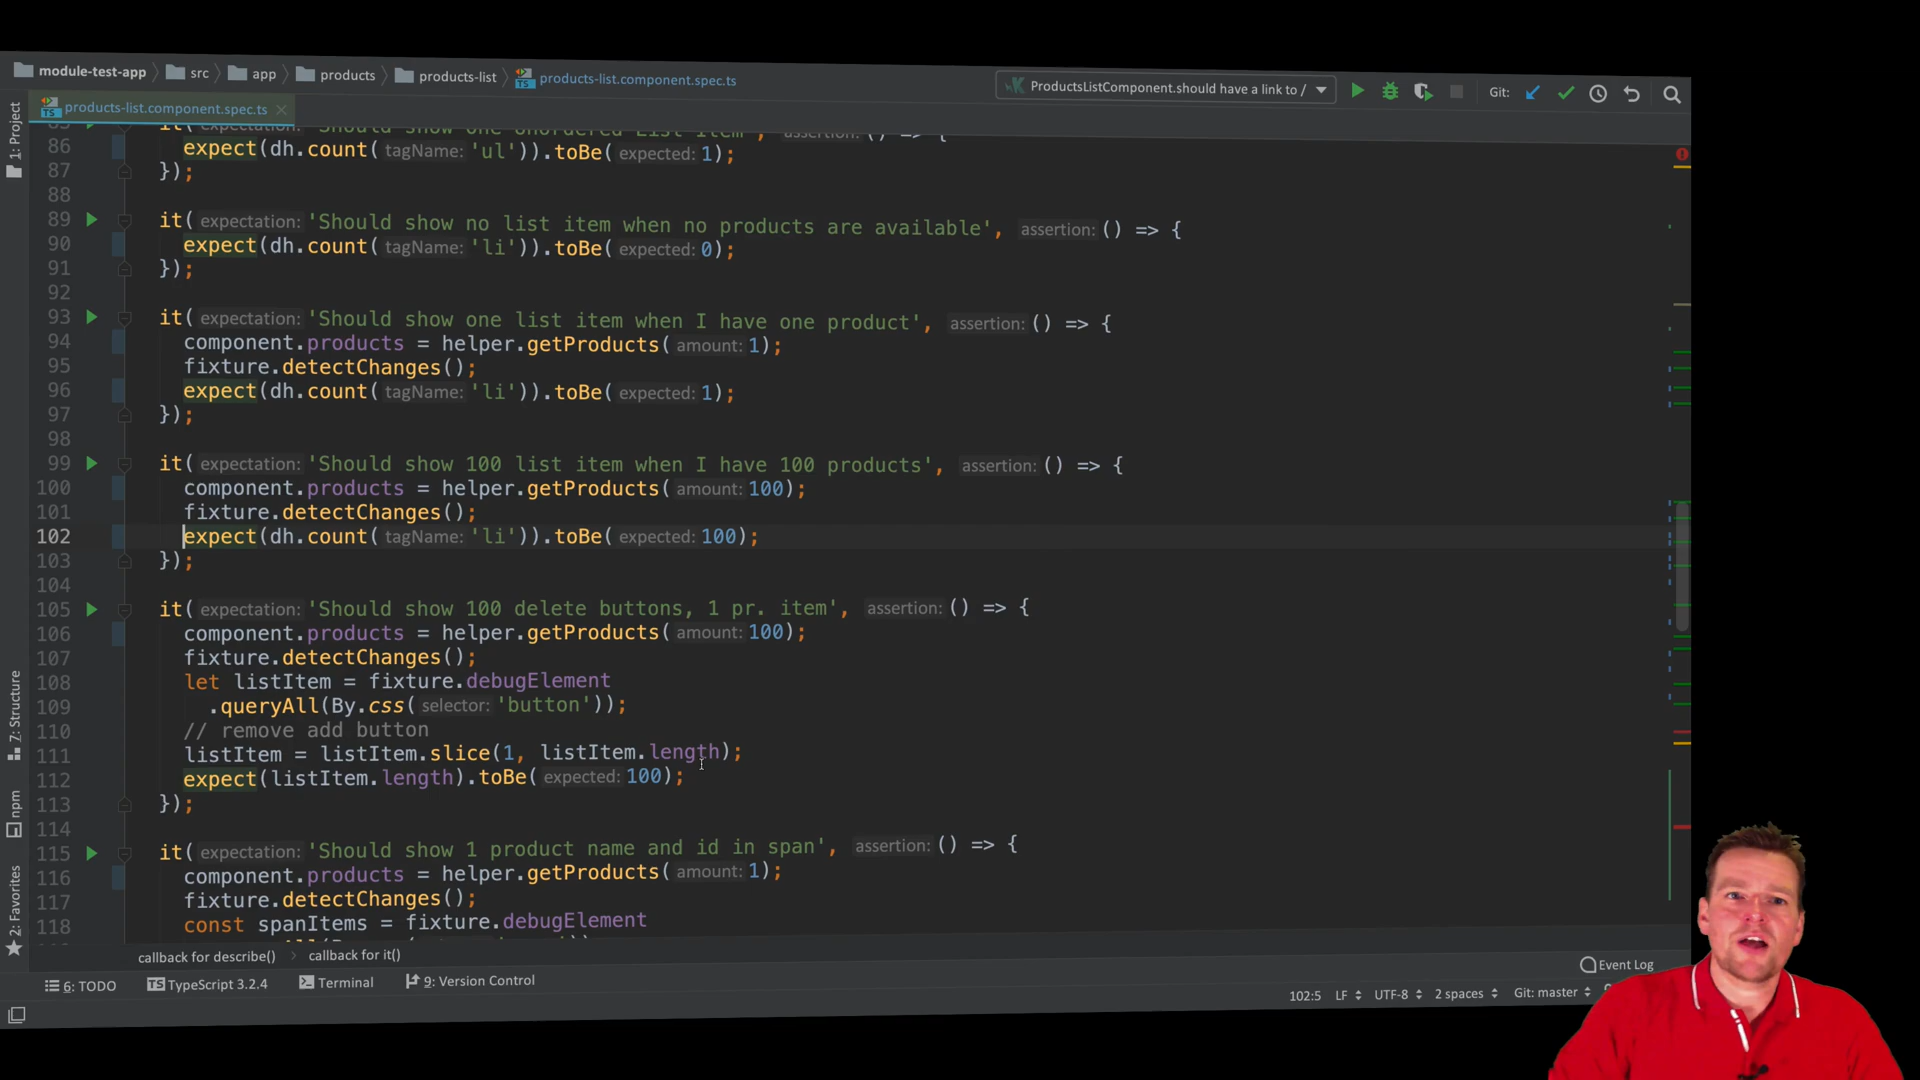 module-test-app src app products products-list products-list.component.spec.ts
ProductsListComponent.should have a link to / Git:
products-list.component.spec.ts
1: Project
7: Structure
npm
2: Favorites
it( expectation: 'Should show one unordered List Item', assertion: () => {
86 expect(dh.count( tagName: 'ul')).toBe( expected: 1);
87 });
88
89 it( expectation: 'Should show no list item when no products are available', assertion: () => {
90 expect(dh.count( tagName: 'li')).toBe( expected: 0);
91 });
92
93 it( expectation: 'Should show one list item when I have one product', assertion: () => {
94 component.products = helper.getProducts( amount: 1);
95 fixture.detectChanges();
96 expect(dh.count( tagName: 'li')).toBe( expected: 1);
97 });
98
99 it( expectation: 'Should show 100 list item when I have 100 products', assertion: () => {
100 component.products = helper.getProducts( amount: 100);
101 fixture.detectChanges();
102 expect(dh.count( tagName: 'li')).toBe( expected: 100);
103 });
104
105 it( expectation: 'Should show 100 delete buttons, 1 pr. item', assertion: () => {
106 component.products = helper.getProducts( amount: 100);
107 fixture.detectChanges();
108 let listItem = fixture.debugElement
109 .queryAll(By.css( selector: 'button'));
110 // remove add button
111 listItem = listItem.slice(1, listItem.length);
112 expect(listItem.length).toBe( expected: 100);
113 });
114
115 it( expectation: 'Should show 1 product name and id in span', assertion: () => {
116 component.products = helper.getProducts( amount: 1);
117 fixture.detectChanges();
118 const spanItems = fixture.debugElement
callback for describe() callback for it()
6: TODO TypeScript 3.2.4 Terminal 9: Version Control
Event Log
102:5 LF UTF-8 2 spaces Git: master